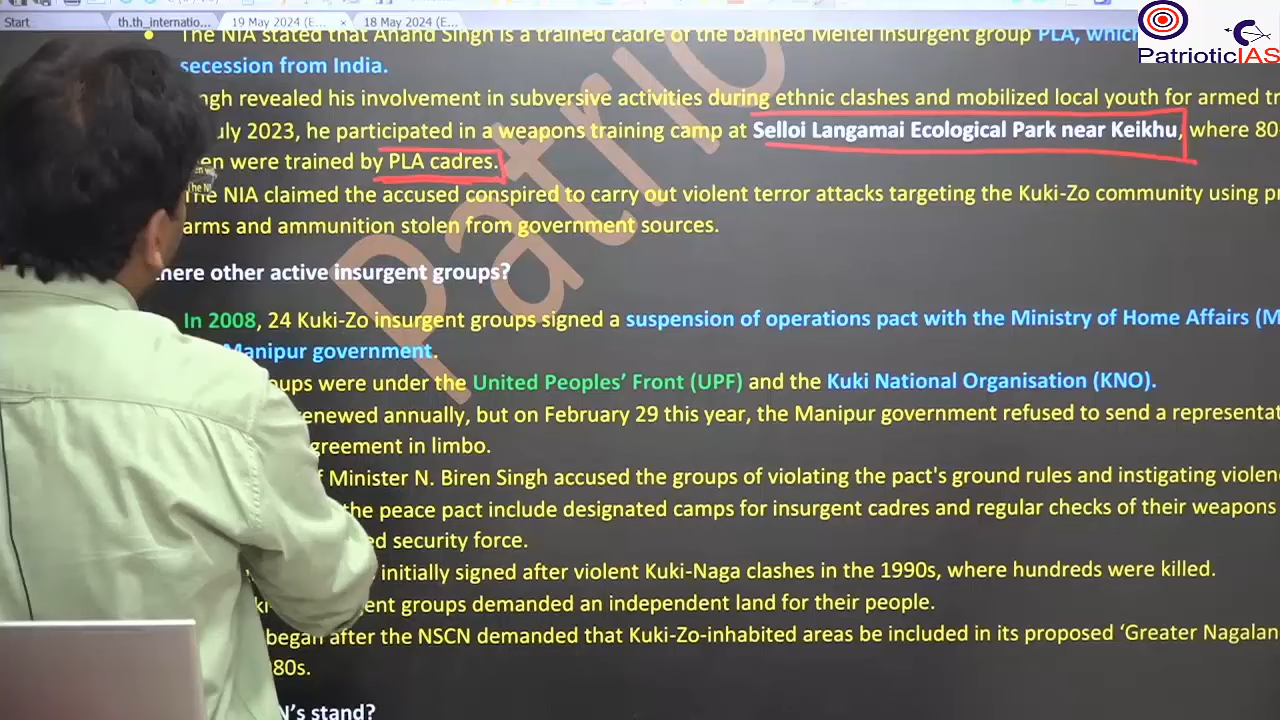 Start
th.th_internatio...
19 May 2024 (E...
18 May 2024 (E...
PatrioticIAS
The NIA stated that Anand Singh is a trained cadre of the banned Meitei insurgent group PLA, which
secession from India.
ngh revealed his involvement in subversive activities during ethnic clashes and mobilized local youth for armed tr
uly 2023, he participated in a weapons training camp at Selloi Langamai Ecological Park near Keikhu, where 80
en were trained by PLA cadres.
The NIA claimed the accused conspired to carry out violent terror attacks targeting the Kuki-Zo community using pr
arms and ammunition stolen from government sources.
here other active insurgent groups?
In 2008, 24 Kuki-Zo insurgent groups signed a suspension of operations pact with the Ministry of Home Affairs (M
Manipur government.
oups were under the United Peoples’ Front (UPF) and the Kuki National Organisation (KNO).
renewed annually, but on February 29 this year, the Manipur government refused to send a representat
greement in limbo.
f Minister N. Biren Singh accused the groups of violating the pact's ground rules and instigating violen
the peace pact include designated camps for insurgent cadres and regular checks of their weapons
ed security force.
initially signed after violent Kuki-Naga clashes in the 1990s, where hundreds were killed.
ent groups demanded an independent land for their people.
began after the NSCN demanded that Kuki-Zo-inhabited areas be included in its proposed ‘Greater Nagalan
80s.
N’s stand?
Patrio